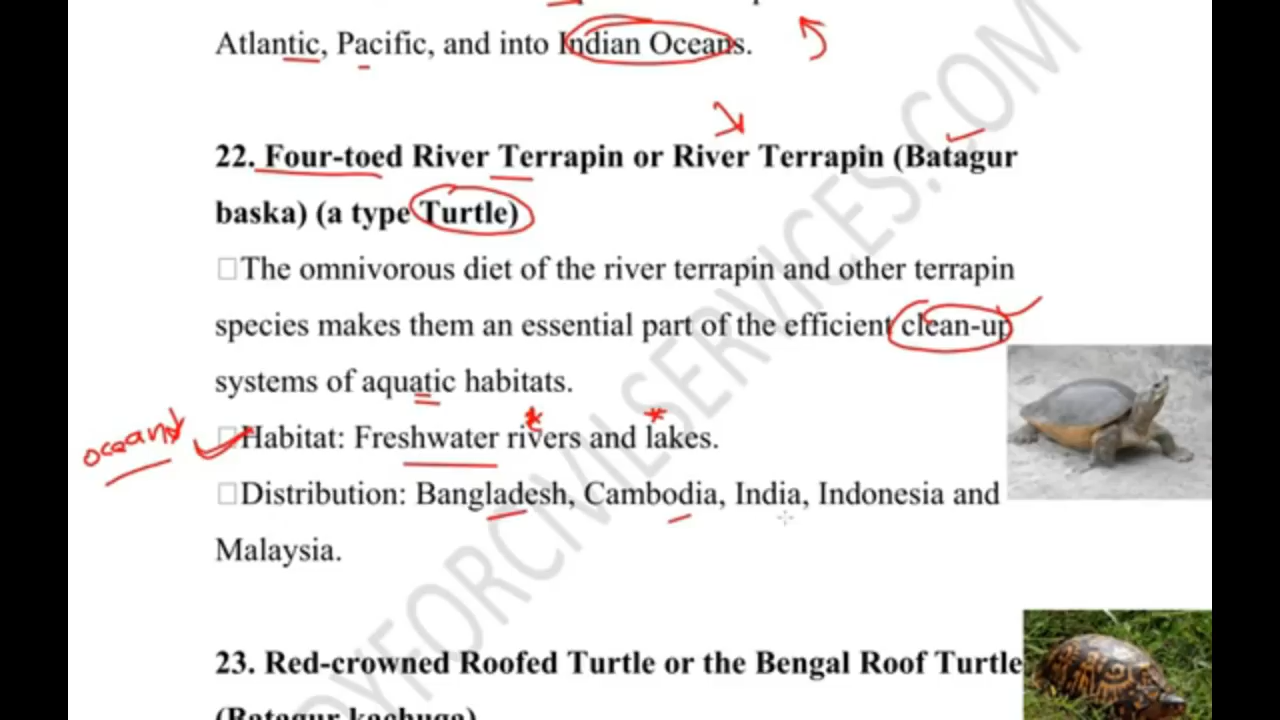 Atlantic, Pacific, and into Indian Oceans.
22. Four-toed River Terrapin or River Terrapin (Batagur
baska) (a type Turtle)
The omnivorous diet of the river terrapin and other terrapin
species makes them an essential part of the efficient clean-up
systems of aquatic habitats.
oceans
Habitat: Freshwater rivers and lakes.
Distribution: Bangladesh, Cambodia, India, Indonesia and
Malaysia.
23. Red-crowned Roofed Turtle or the Bengal Roof Turtle
(Batagur kachuga)